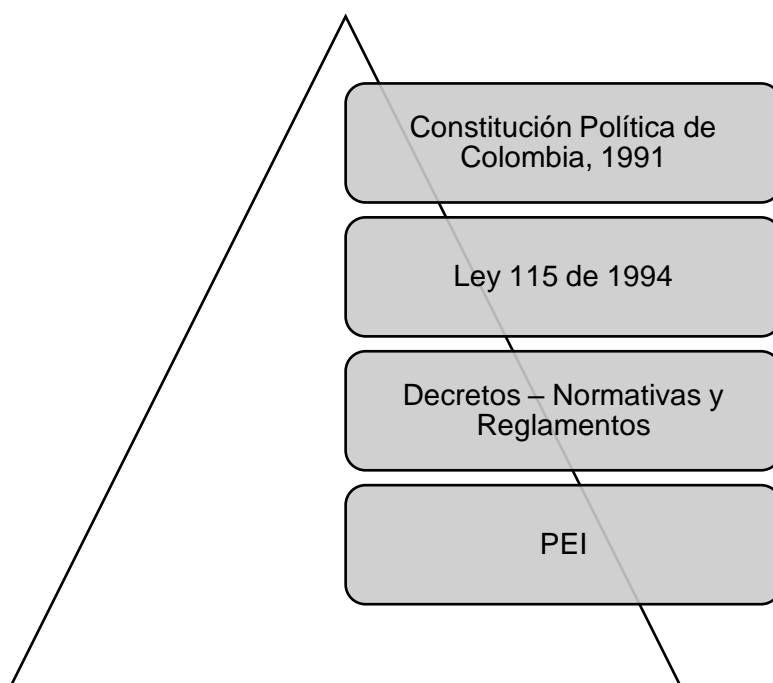 Constitución Política de
Colombia, 1991
Ley 115 de 1994
Decretos – Normativas y
Reglamentos
PEI